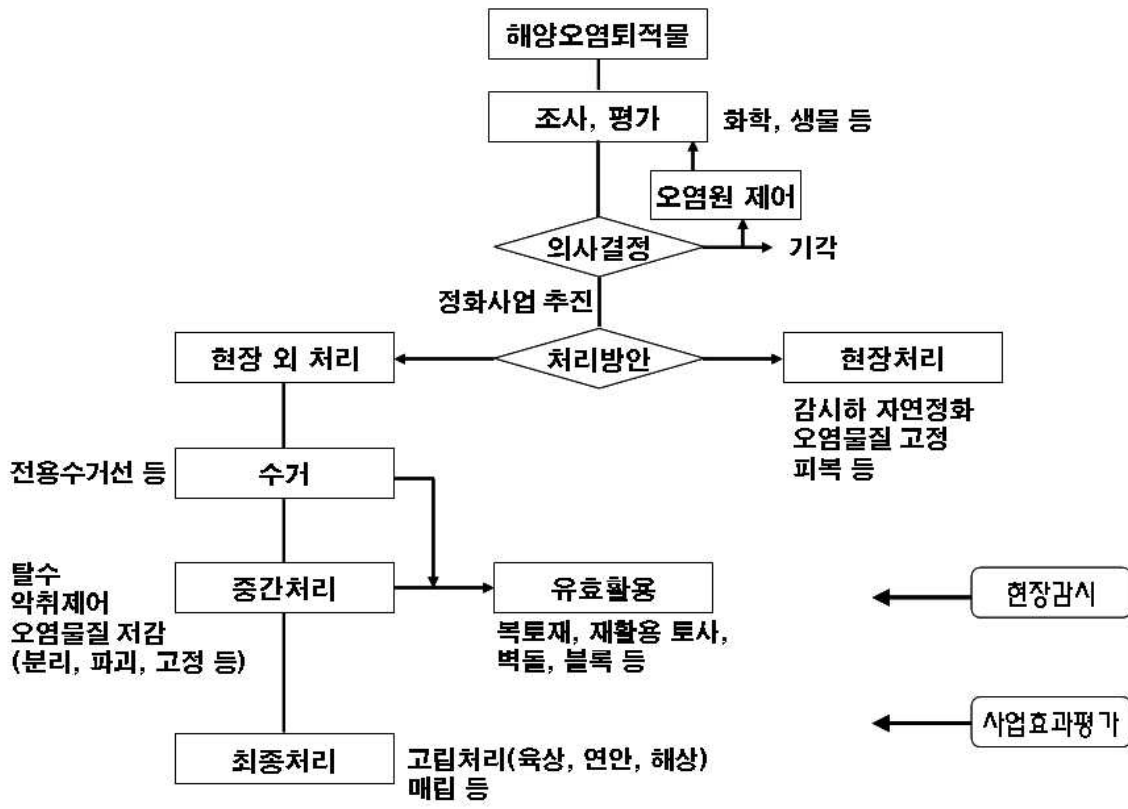 해양오염퇴적물
조사, 평가
화학, 생물 등
오염원 제어
의사결정
기각
정화사업 추진
현장 외 처리
처리방안
현장처리
감시하 자연정화
오염물질 고정
피복 등
전용수거선 등
수거
탈수
악취제어
오염물질 저감
(분리, 파괴, 고정 등)
중간처리
유효활용
복토재, 재활용 토사,
벽돌, 블록 등
현장감시
사업효과평가
최종처리
고립처리(육상, 연안, 해상)
매립 등